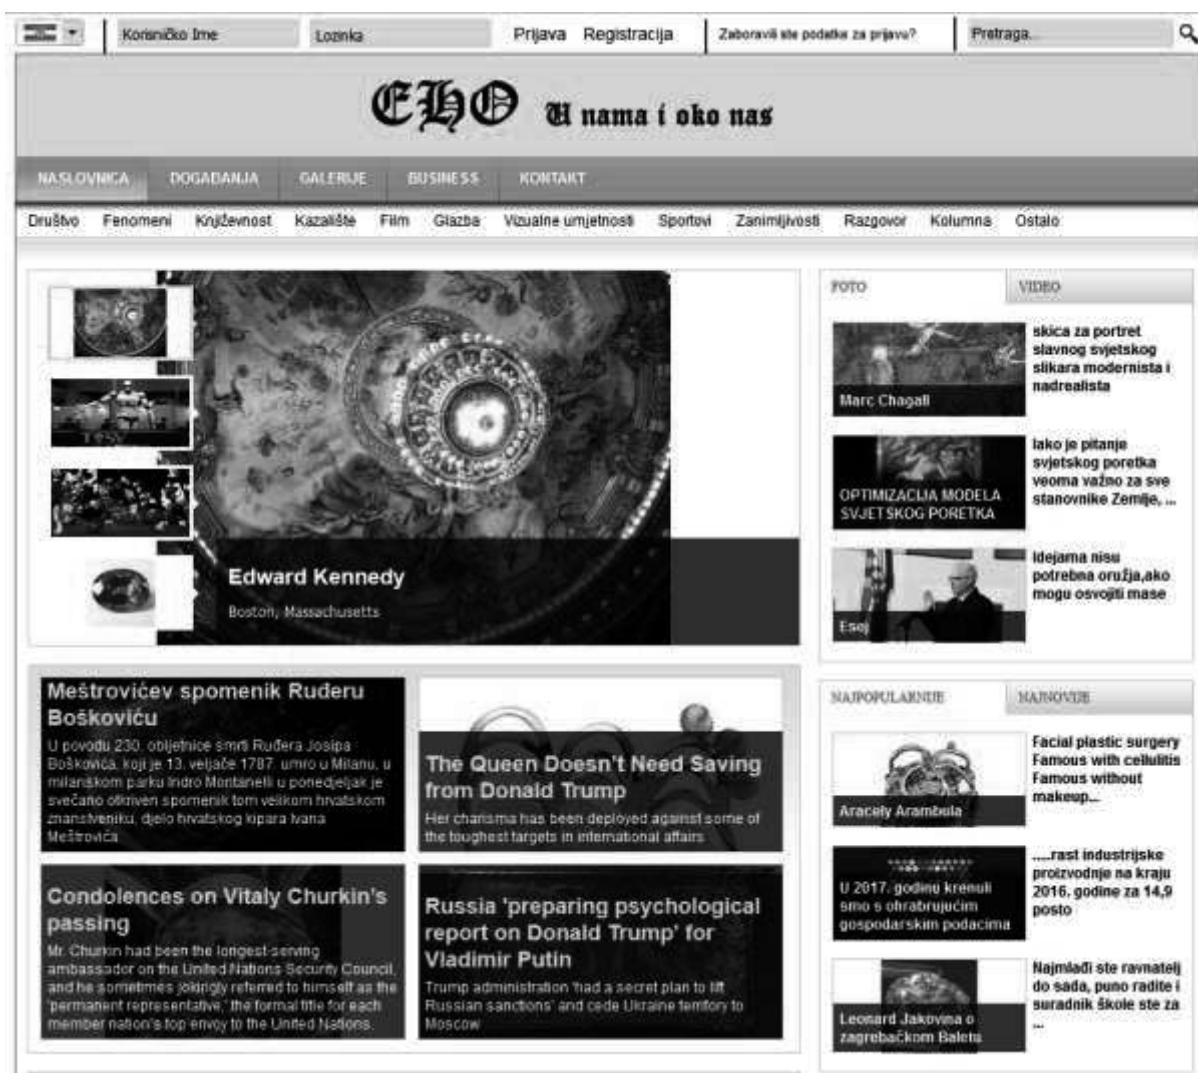 Korisničko Ime
Lozinka
Prijava Registracija
Zaboravili ste podatke za prijavu?
Pretraga...
EHO U nama i oko nas
NASLOVNICA DOGAĐANJA GALERIJE BUSINESS KONTAKT
Društvo Fenomeni Književnost Kazalište Film Glazba Vizualne umjetnosti Sportovi Zanimljivosti Razgovor Kolumna Ostalo
Edward Kennedy
Boston, Massachusetts
Meštrovićev spomenik Ruđeru
Boškoviću
U povodu 230. obljetnice smrti Ruđera Josipa
Boškovića, koji je 13. veljače 1787. umro u Milanu, u
milanskom parku Indro Montanelli u ponedjeljak je
svečano otkriven spomenik tom velikom hrvatskom
znanstveniku, djelo hrvatskog kipara Ivana
Meštrovića
The Queen Doesn't Need Saving
from Donald Trump
Her charisma has been deployed against some of
the toughest targets in international affairs
Condolences on Vitaly Churkin's
passing
Mr. Churkin had been the longest-serving
ambassador on the United Nations Security Council,
and he sometimes jokingly referred to himself as the
'permanent representative,' the formal title for each
member nation's top envoy to the United Nations.
Russia 'preparing psychological
report on Donald Trump' for
Vladimir Putin
Trump administration 'had a secret plan to lift
Russian sanctions' and cede Ukraine territory to
Moscow
FOTO VIDEO
Marc Chagall
skica za portret
slavnog svjetskog
slikara modernista i
nadrealista
OPTIMIZACIJA MODELA
SVJETSKOG PORETKA
Iako je pitanje
svjetskog poretka
veoma važno za sve
stanovnike Zemlje, ...
Esej
Idejama nisu
potrebna oružja,ako
mogu osvojiti mase
NAJPOPULARNIJE NAJNOVIJE
Aracely Arambula
Facial plastic surgery
Famous with cellulitis
Famous without
makeup...
U 2017. godinu krenuli
smo s ohrabrujućim
gospodarskim podacima
.....rast industrijske
proizvodnje na kraju
2016. godine za 14,9
posto
Leonard Jakovina o
zagrebačkom Baletu
Najmlađi ste ravnatelj
do sada, puno radite i
suradnik škole ste za
...